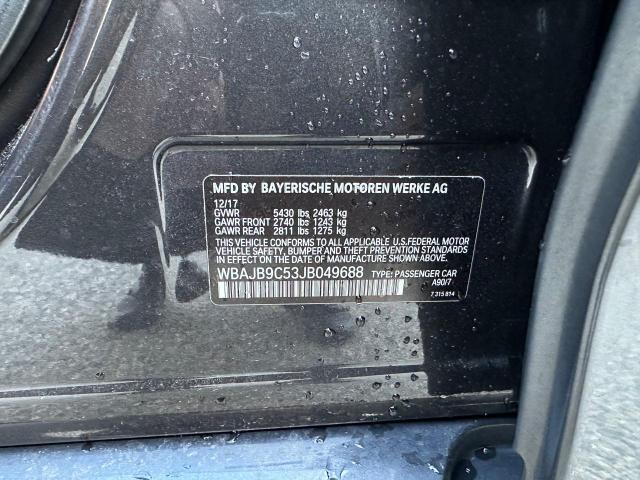 MFD BY BAYERISCHE MOTOREN WERKE AG
12/17
GVWR 5430 lbs 2463 kg
GAWR FRONT 2740 lbs 1243 kg
GAWR REAR 2811 lbs 1275 kg
THIS VEHICLE CONFORMS TO ALL APPLICABLE U.S.FEDERAL MOTOR
VEHICLE SAFETY, BUMPER AND THEFT PREVENTION STANDARDS
IN EFFECT ON THE DATE OF MANUFACTURE SHOWN ABOVE.
WBAJB9C53JB049688 TYPE: PASSENGER CAR
A90/7
7 315 814